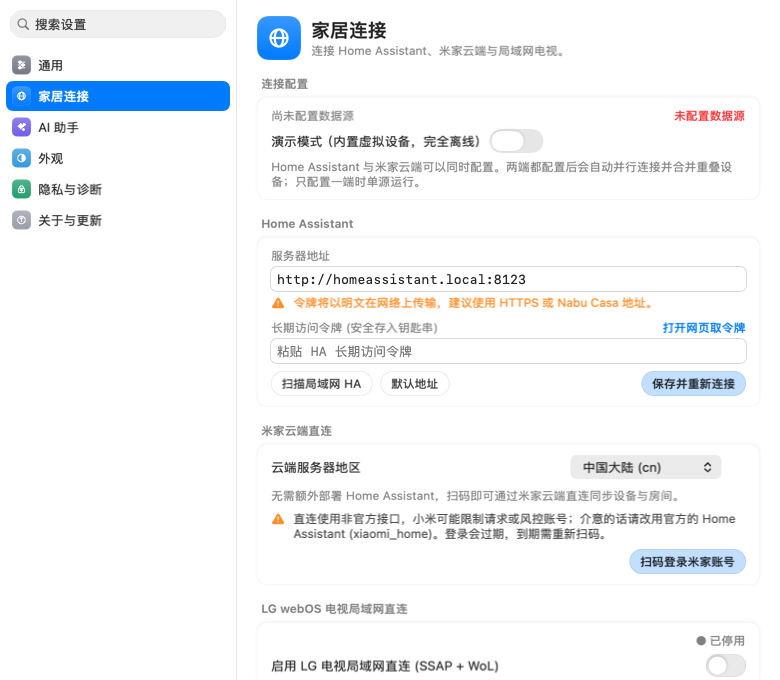 搜索设置
通用
家居连接
AI 助手
外观
隐私与诊断
关于与更新
家居连接
连接 Home Assistant、米家云端与局域网电视。
连接配置
尚未配置数据源 未配置数据源
演示模式（内置虚拟设备，完全离线）
Home Assistant 与米家云端可以同时配置。两端都配置后会自动并行连接并合并重叠设
备；只配置一端时单源运行。
Home Assistant
服务器地址
http://homeassistant.local:8123
令牌将以明文在网络上传输，建议使用 HTTPS 或 Nabu Casa 地址。
长期访问令牌 (安全存入钥匙串) 打开网页取令牌
粘贴 HA 长期访问令牌
扫描局域网 HA 默认地址 保存并重新连接
米家云端直连
云端服务器地区 中国大陆 (cn)
无需额外部署 Home Assistant，扫码即可通过米家云端直连同步设备与房间。
直连使用非官方接口，小米可能限制请求或风控账号；介意的话请改用官方的 Home
Assistant (xiaomi_home)。登录会过期，到期需重新扫码。
扫码登录米家账号
LG webOS 电视局域网直连
已停用
启用 LG 电视局域网直连 (SSAP + WoL)